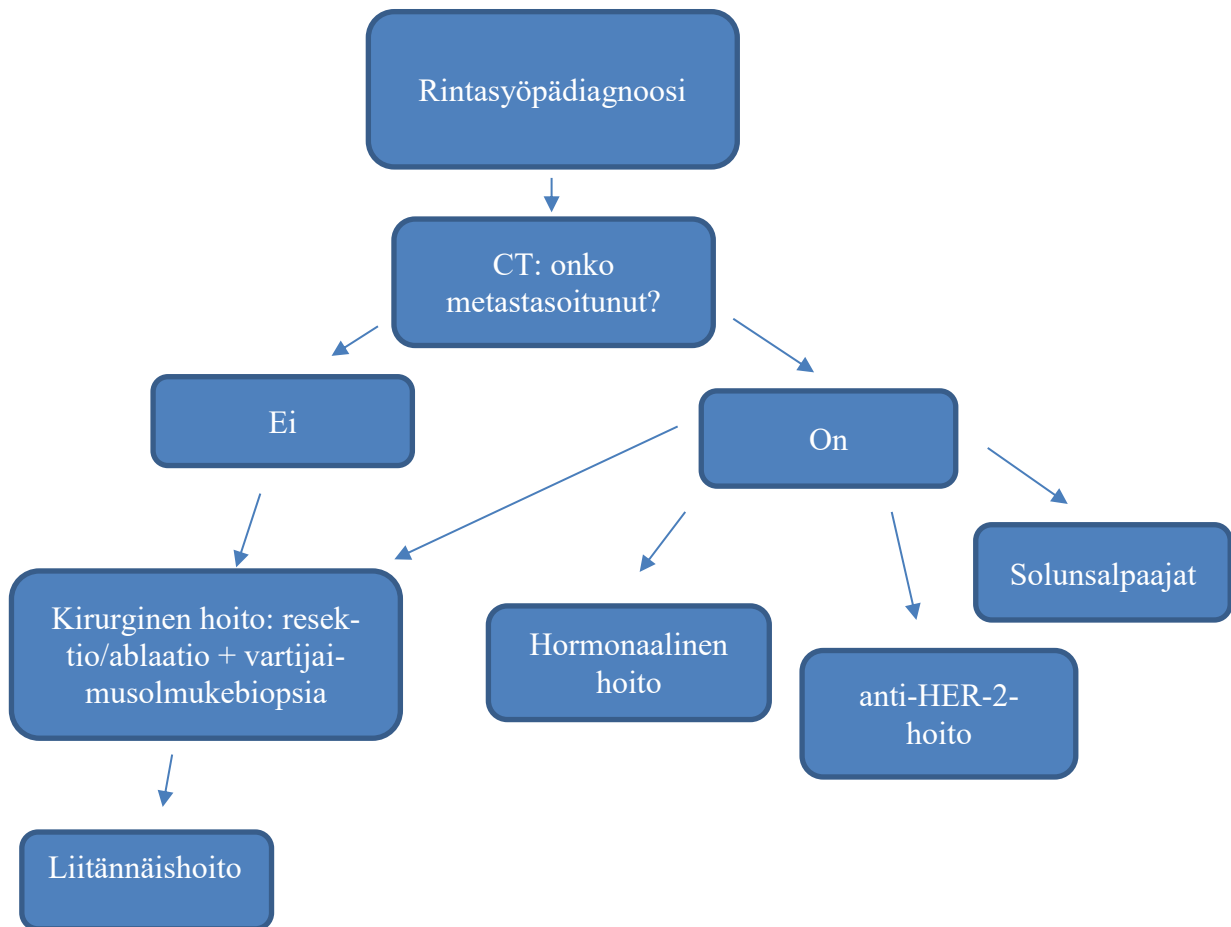 Rintasyöpädiagnoosi
CT: onko
metastasoitunut?
Ei
On
Kirurginen hoito: resek-
tio/ablaatio + vartijai-
musolmukebiopsia
Hormonaalinen
hoito
anti-HER-2-
hoito
Solunsalpaajat
Liitännäishoito